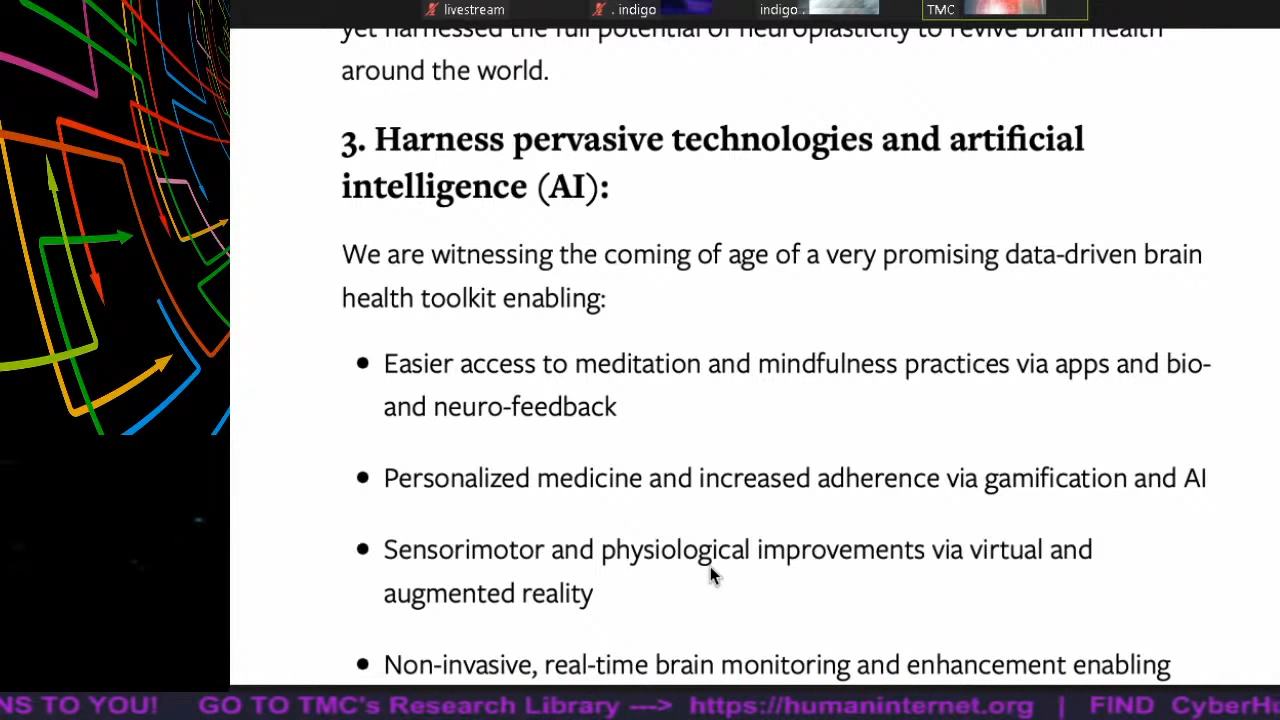 livestream
. indigo
indigo .
TMC
yet harnessed the full potential of neuroplasticity to revive brain health
around the world.
3. Harness pervasive technologies and artificial
intelligence (AI):
We are witnessing the coming of age of a very promising data-driven brain
health toolkit enabling:
• Easier access to meditation and mindfulness practices via apps and bio-
and neuro-feedback
• Personalized medicine and increased adherence via gamification and AI
• Sensorimotor and physiological improvements via virtual and
augmented reality
• Non-invasive, real-time brain monitoring and enhancement enabling
NS TO YOU! GO TO TMC's Research Library ---> https://humaninternet.org | FIND CyberHu